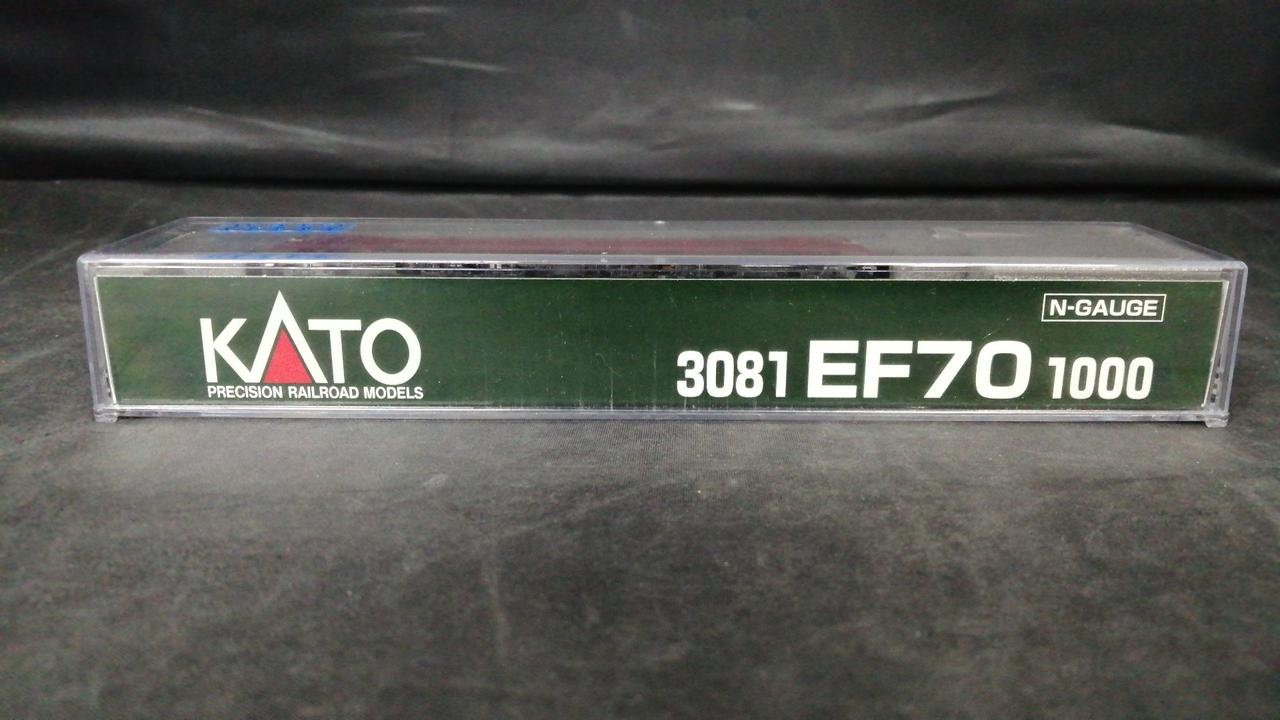 KATO
PRECISION RAILROAD MODELS
N-GAUGE
3081 EF70 1000